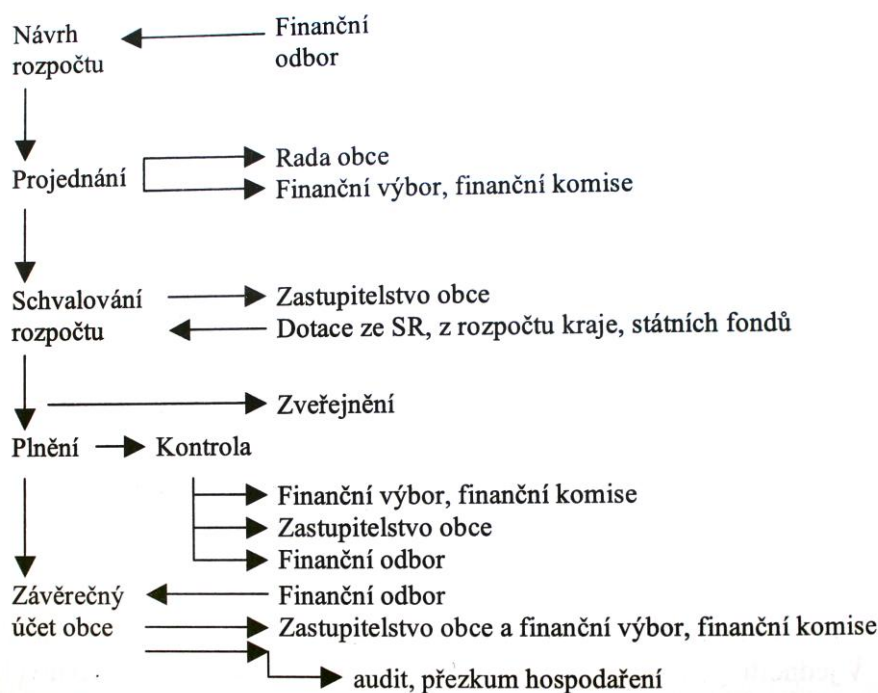 Návrh
rozpočtu
Finanční
odbor
Projednání
Rada obce
Finanční výbor, finanční komise
Schvalování
rozpočtu
Zastupitelstvo obce
Dotace ze SR, z rozpočtu kraje, státních fondů
Zveřejnění
Plnění
Kontrola
Finanční výbor, finanční komise
Zastupitelstvo obce
Finanční odbor
Závěrečný
účet obce
Finanční odbor
Zastupitelstvo obce a finanční výbor, finanční komise
audit, přezkum hospodaření